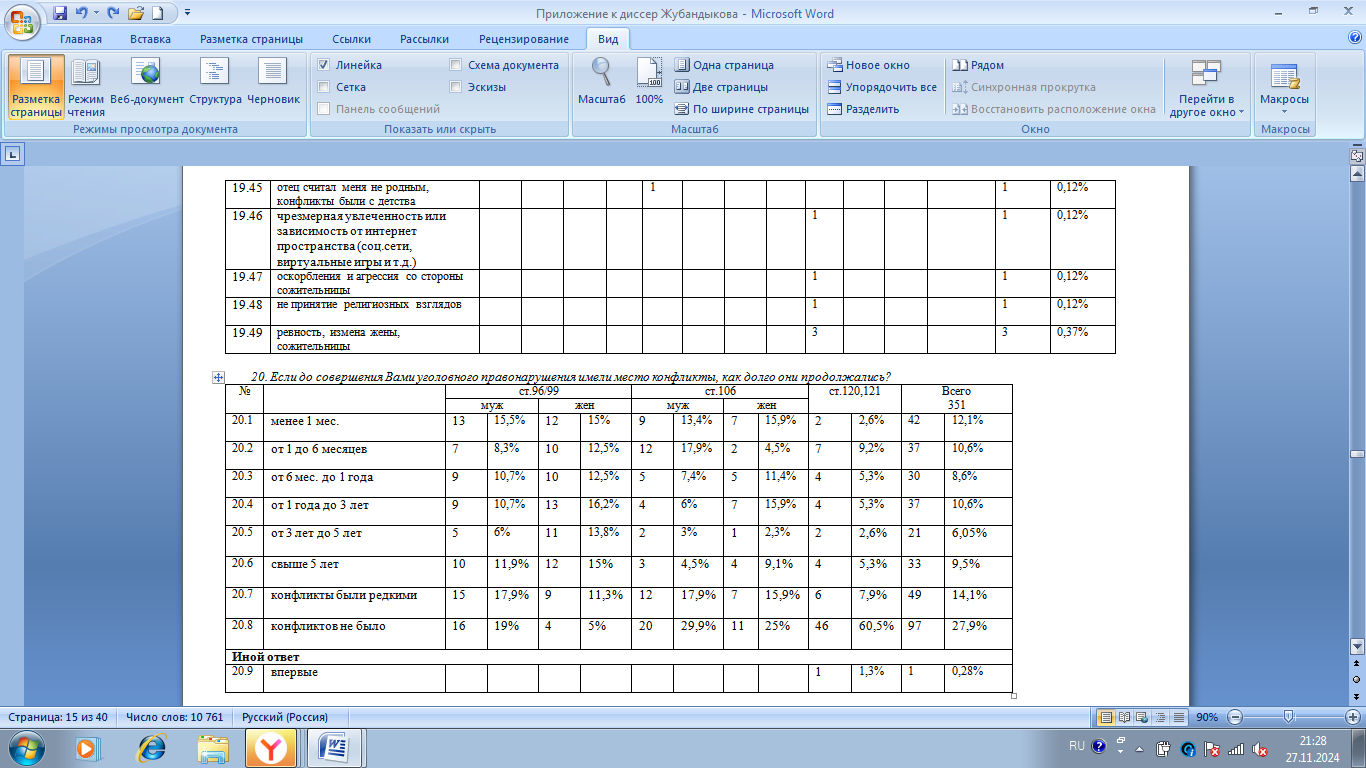 Приложение к диссер Жубандыкова - Microsoft Word
Главная Вставка Разметка страницы Ссылки Рассылки Рецензирование Вид
Разметка страницы
Режим чтения
Веб-документ
Структура
Черновик
Режимы просмотра документа
Линейка
Сетка
Панель сообщений
Схема документа
Эскизы
Показать или скрыть
Масштаб
100%
Одна страница
Две страницы
По ширине страницы
Масштаб
Новое окно
Упорядочить все
Разделить
Рядом
Синхронная прокрутка
Восстановить расположение окна
Перейти в другое окно
Окно
Макросы
Макросы
19.45 отец считал меня не родным, 1 1 0,12%
конфликты были с детства
19.46 чрезмерная увлеченность или 1 1 0,12%
зависимость от интернет
пространства (соц.сети,
виртуальные игры и т.д.)
19.47 оскорбления и агрессия со стороны 1 1 0,12%
сожительницы
19.48 не принятие религиозных взглядов 1 1 0,12%
19.49 ревность, измена жены, 3 3 0,37%
сожительницы
20. Если до совершения Вами уголовного правонарушения имели место конфликты, как долго они продолжались?
№ ст.96/99 ст.106 ст.120,121 Всего
муж жен муж жен 351
20.1 менее 1 мес. 13 15,5% 12 15% 9 13,4% 7 15,9% 2 2,6% 42 12,1%
20.2 от 1 до 6 месяцев 7 8,3% 10 12,5% 12 17,9% 2 4,5% 7 9,2% 37 10,6%
20.3 от 6 мес. до 1 года 9 10,7% 10 12,5% 5 7,4% 5 11,4% 4 5,3% 30 8,6%
20.4 от 1 года до 3 лет 9 10,7% 13 16,2% 4 6% 7 15,9% 4 5,3% 37 10,6%
20.5 от 3 лет до 5 лет 5 6% 11 13,8% 2 3% 1 2,3% 2 2,6% 21 6,05%
20.6 свыше 5 лет 10 11,9% 12 15% 3 4,5% 4 9,1% 4 5,3% 33 9,5%
20.7 конфликты были редкими 15 17,9% 9 11,3% 12 17,9% 7 15,9% 6 7,9% 49 14,1%
20.8 конфликтов не было 16 19% 4 5% 20 29,9% 11 25% 46 60,5% 97 27,9%
Иной ответ
20.9 впервые 1 1,3% 1 0,28%
Страница: 15 из 40 Число слов: 10 761 Русский (Россия) 90%
RU 21:28
27.11.2024